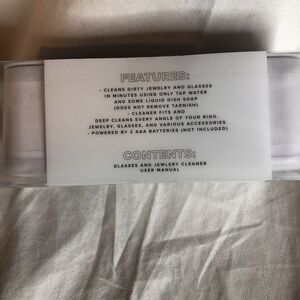 FEATURES:
• CLEANS DIRTY JEWELRY AND GLASSES
IN MINUTES USING ONLY TAP WATER
AND SOME LIQUID DISH SOAP
(DOES NOT REMOVE TARNISH)
• CLEANER FITS AND
DEEP CLEANS EVERY ANGLE OF YOUR RING,
JEWELRY, GLASSES, AND VARIOUS ACCESSORIES
• POWERED BY 2 AAA BATTERIES (NOT INCLUDED)
CONTENTS:
GLASSES AND JEWLERY CLEANER
USER MANUAL